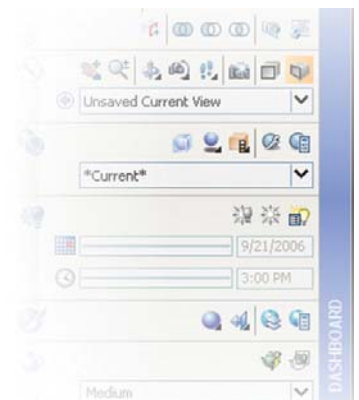 Unsaved Current View
*Current*
9/21/2006
3:00 PM
Medium
DASHBOARD